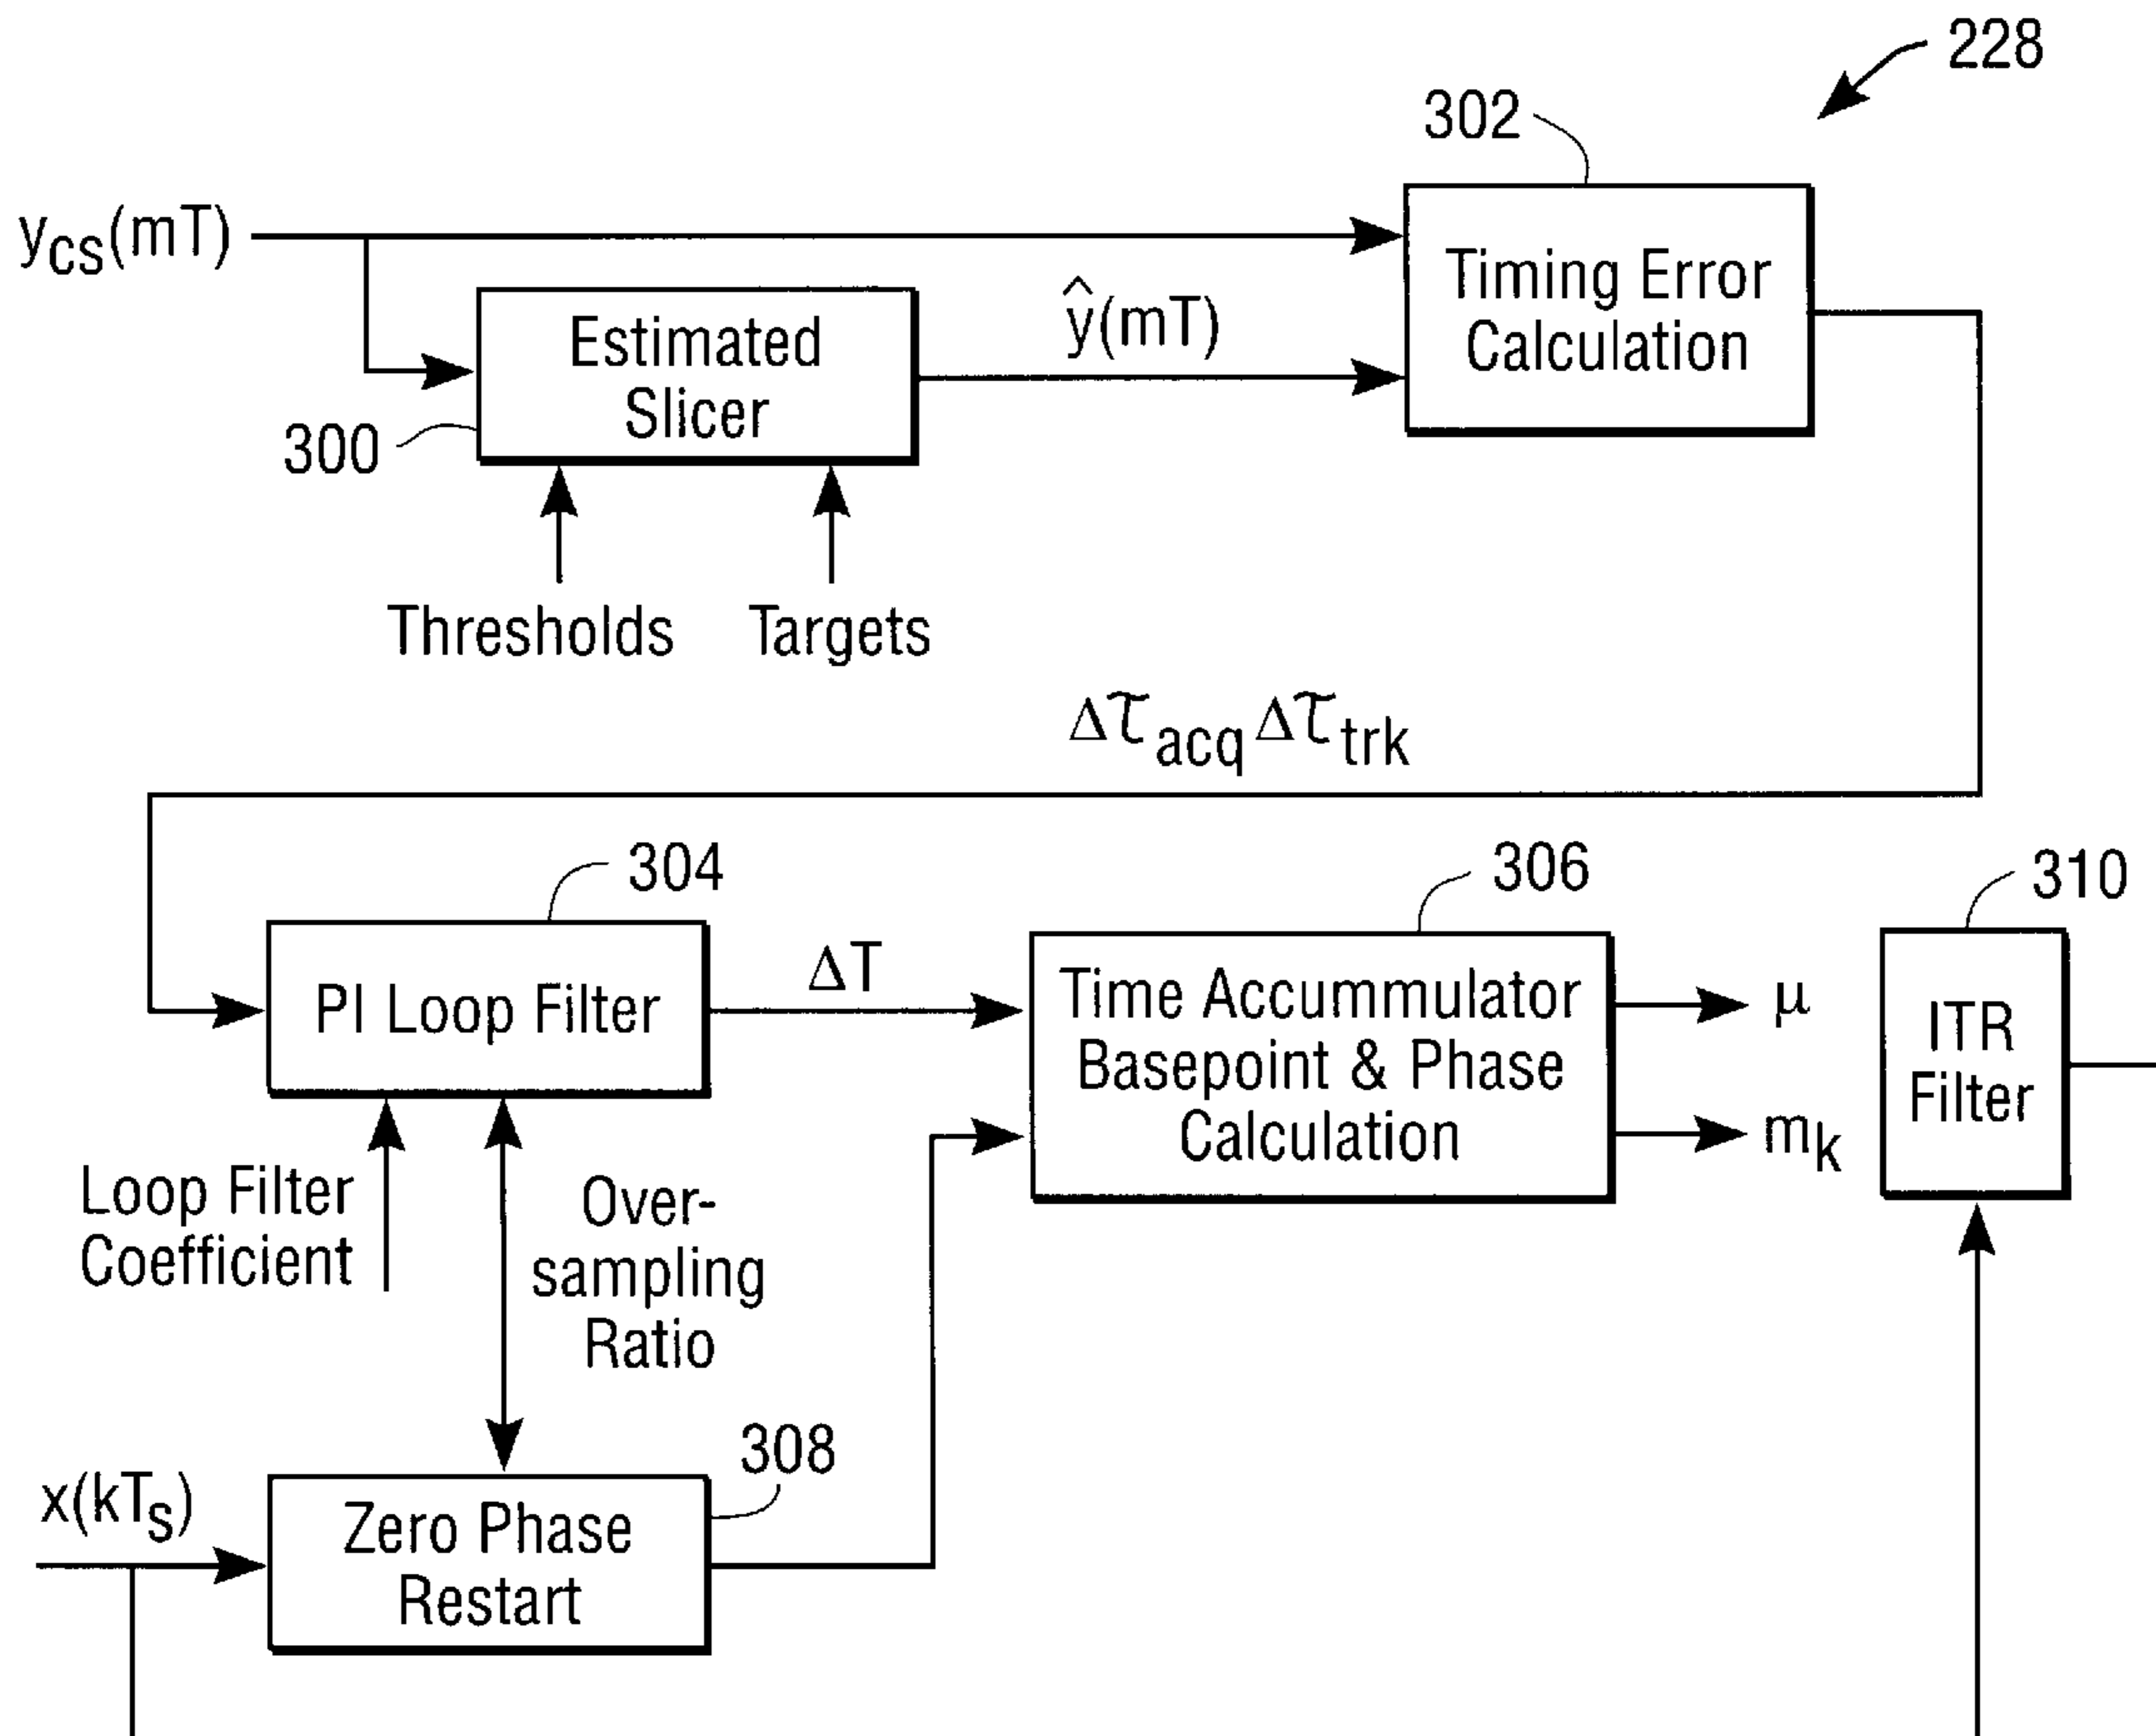 228
302
y_cs(mT)
Timing Error
Calculation
ŷ(mT)
Estimated
Slicer
300
Thresholds Targets
Δτ_acq Δτ_trk
304
306
310
PI Loop Filter
ΔT
Time Accummulator
Basepoint & Phase
Calculation
μ
m_k
ITR
Filter
Loop Filter
Coefficient
Over-
sampling
Ratio
308
x(kT_s)
Zero Phase
Restart